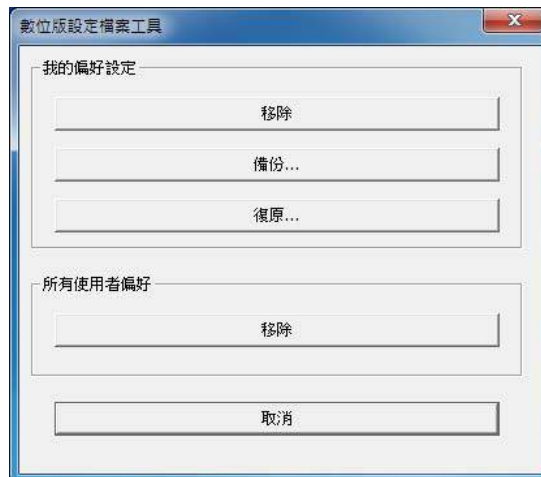 數位版設定檔案工具
我的偏好設定
移除
備份...
復原...
所有使用者偏好
移除
取消